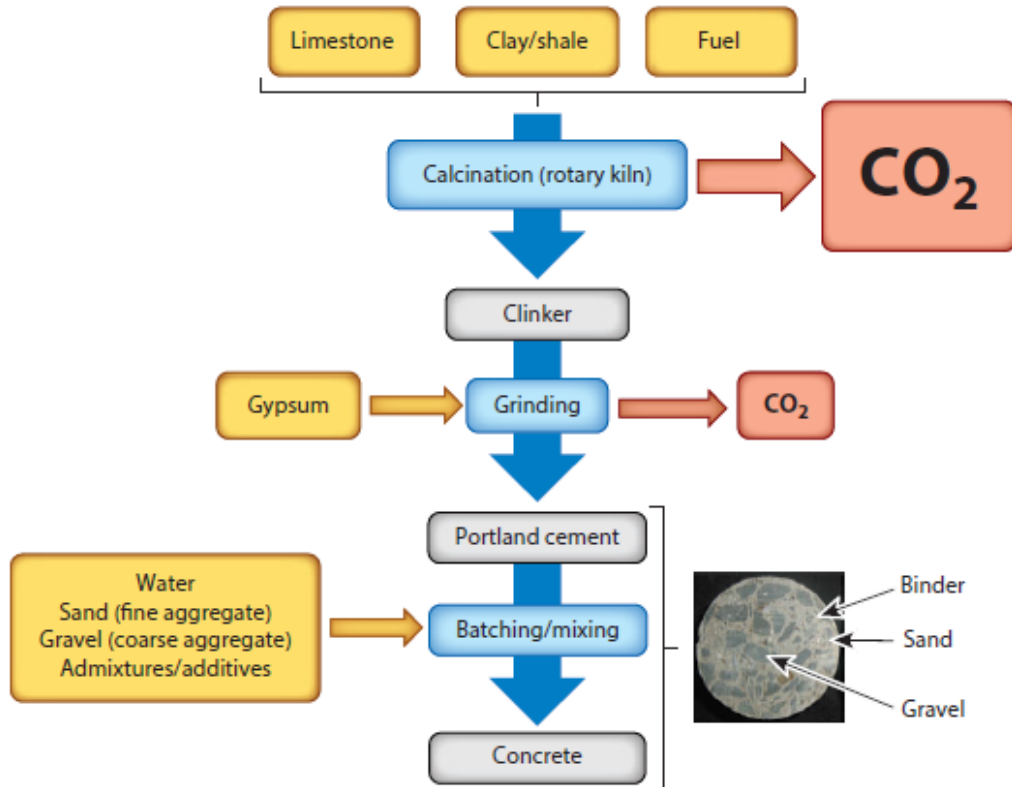 Limestone
Clay/shale
Fuel
Calcination (rotary kiln)
CO₂
Clinker
Gypsum
Grinding
CO₂
Portland cement
Water
Sand (fine aggregate)
Gravel (coarse aggregate)
Admixtures/additives
Batching/mixing
Binder
Sand
Gravel
Concrete